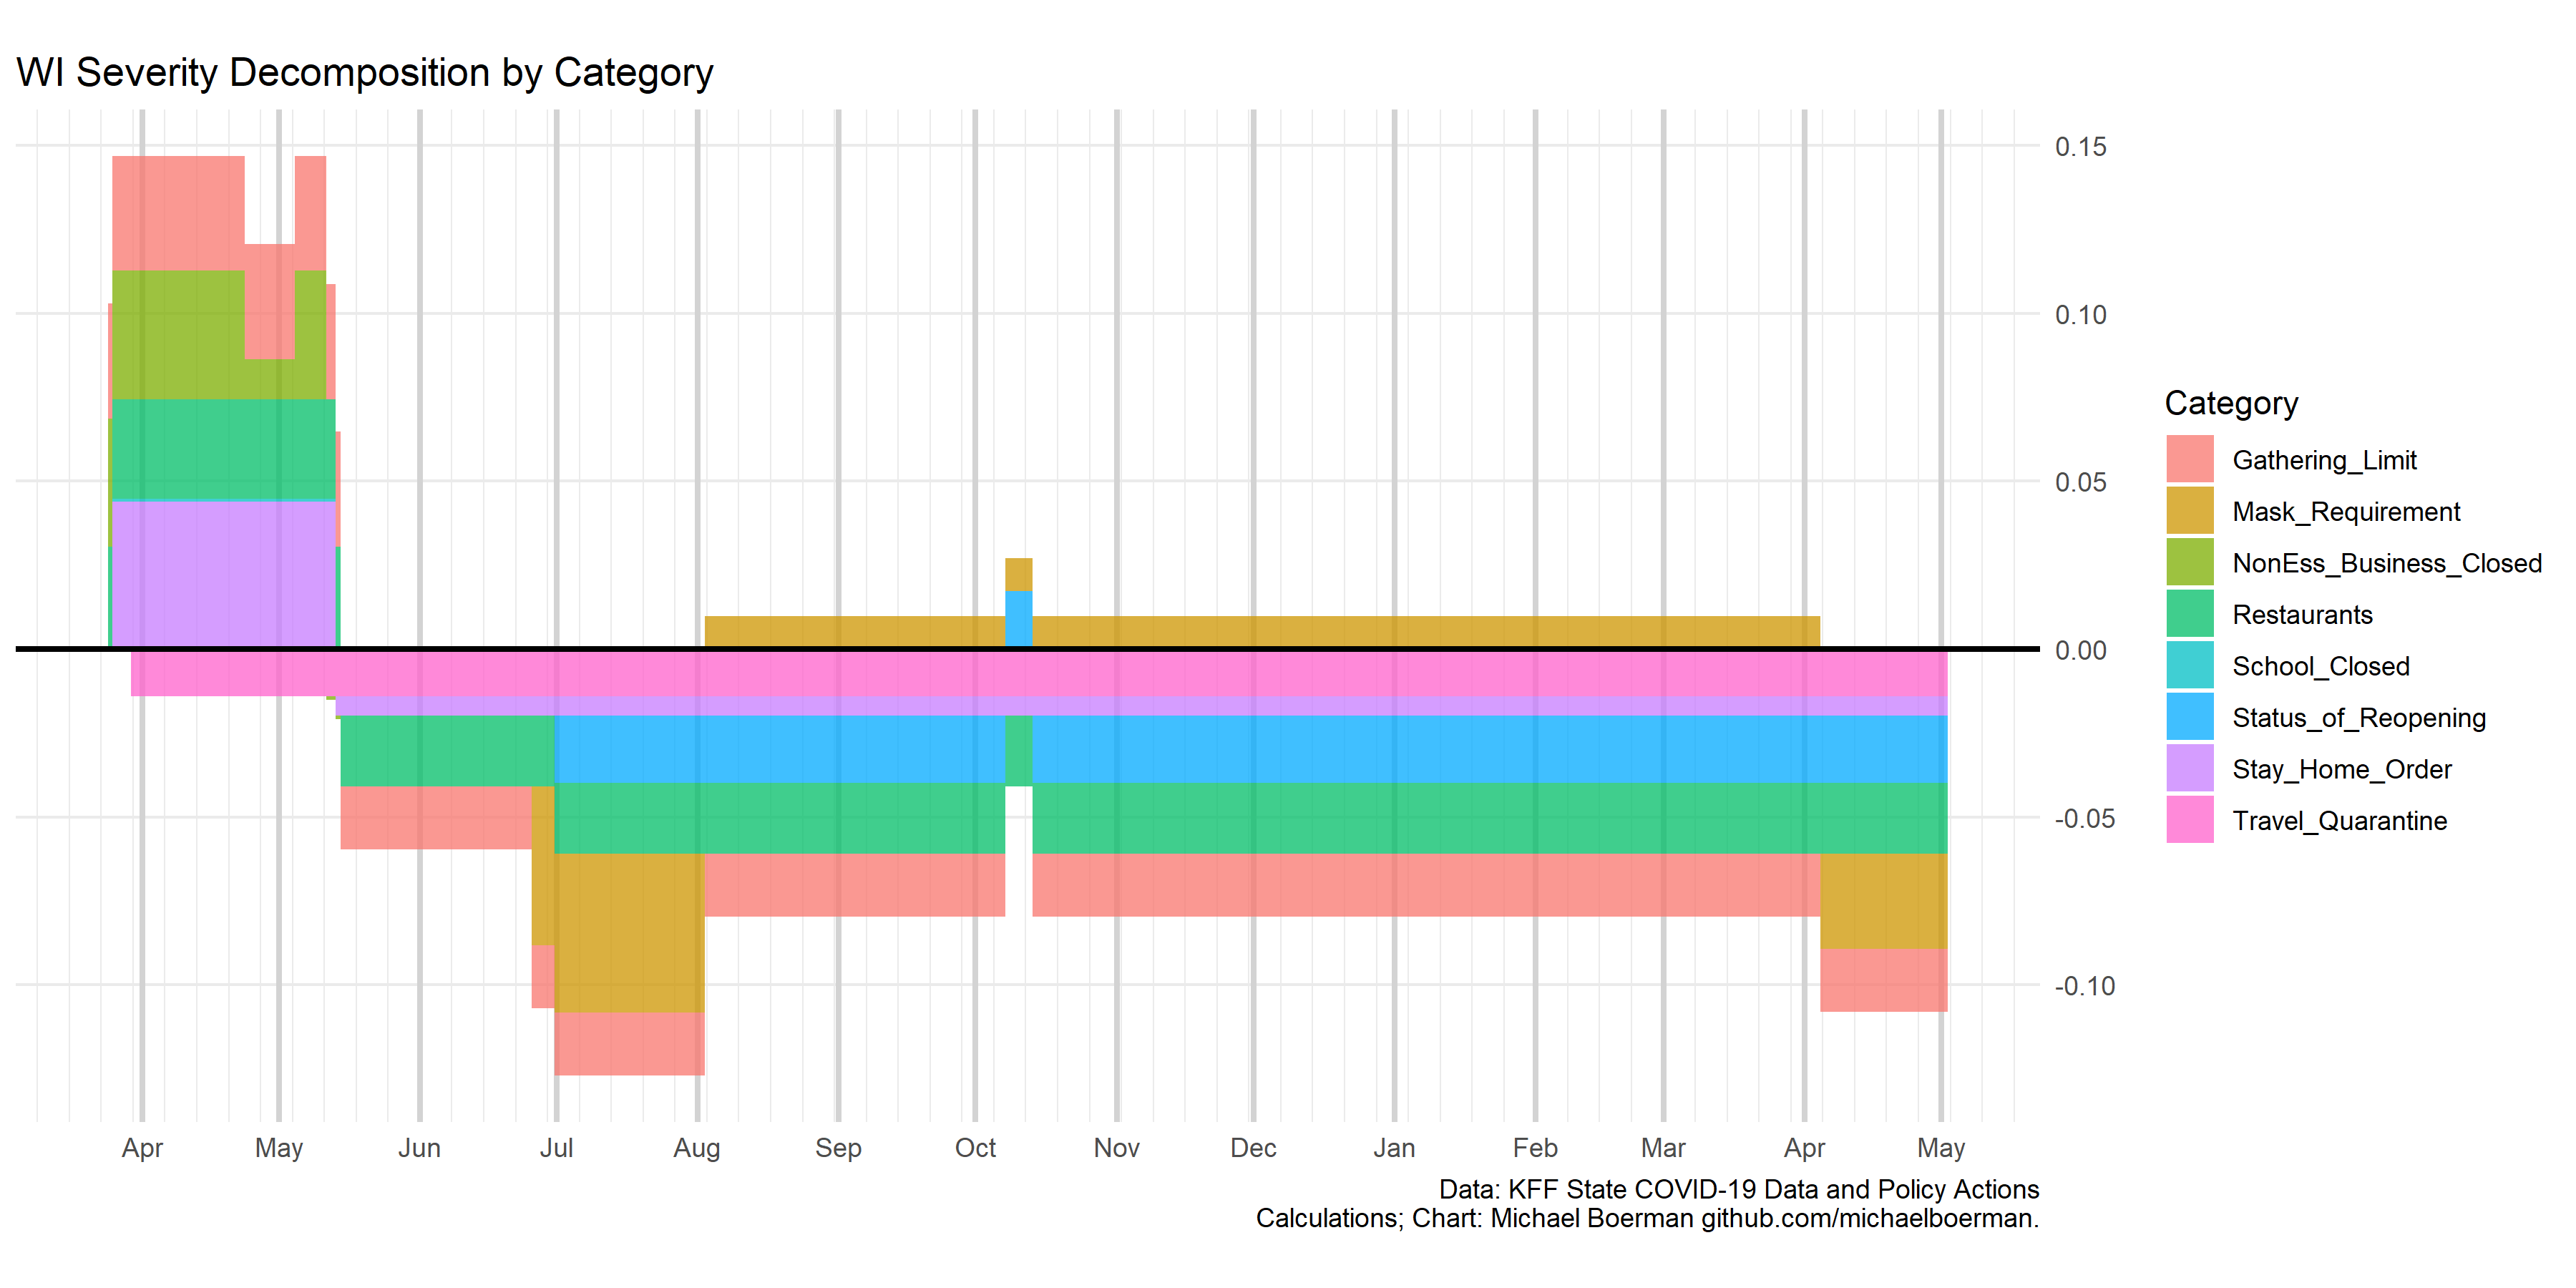 WI Severity Decomposition by Category
0.15
0.10
0.05
0.00
-0.05
-0.10
Apr May Jun Jul Aug Sep Oct Nov Dec Jan Feb Mar Apr May
Category
Gathering_Limit
Mask_Requirement
NonEss_Business_Closed
Restaurants
School_Closed
Status_of_Reopening
Stay_Home_Order
Travel_Quarantine
Data: KFF State COVID-19 Data and Policy Actions
Calculations; Chart: Michael Boerman github.com/michaelboerman.